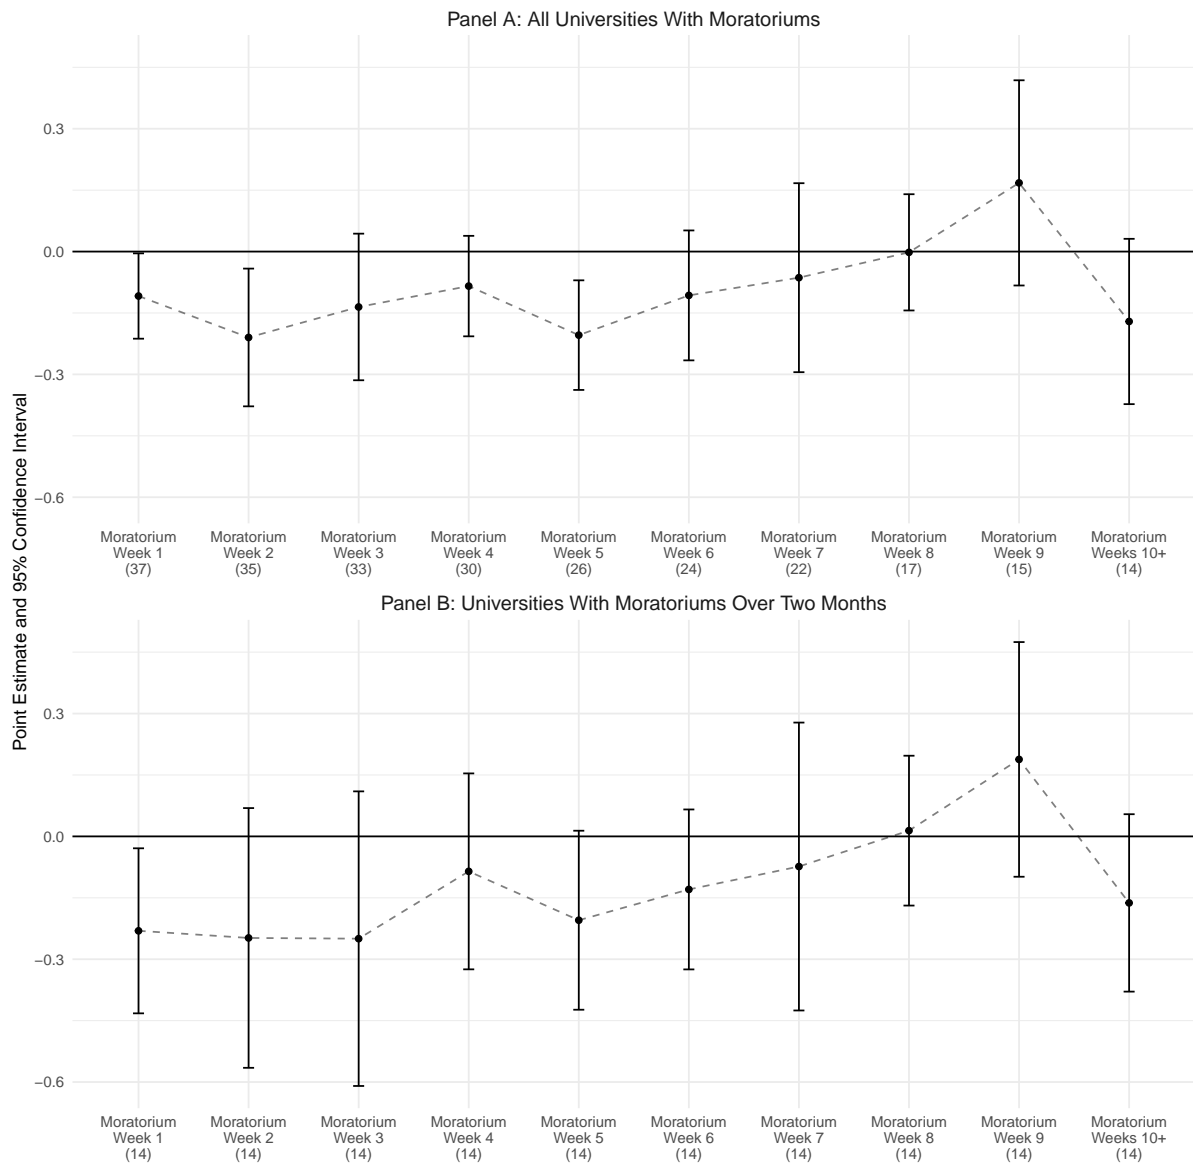 Panel A: All Universities With Moratoriums
0.3
0.0
−0.3
−0.6
Moratorium Week 1 (37)
Moratorium Week 2 (35)
Moratorium Week 3 (33)
Moratorium Week 4 (30)
Moratorium Week 5 (26)
Moratorium Week 6 (24)
Moratorium Week 7 (22)
Moratorium Week 8 (17)
Moratorium Week 9 (15)
Moratorium Weeks 10+ (14)
Point Estimate and 95% Confidence Interval
Panel B: Universities With Moratoriums Over Two Months
0.3
0.0
−0.3
−0.6
Moratorium Week 1 (14)
Moratorium Week 2 (14)
Moratorium Week 3 (14)
Moratorium Week 4 (14)
Moratorium Week 5 (14)
Moratorium Week 6 (14)
Moratorium Week 7 (14)
Moratorium Week 8 (14)
Moratorium Week 9 (14)
Moratorium Weeks 10+ (14)